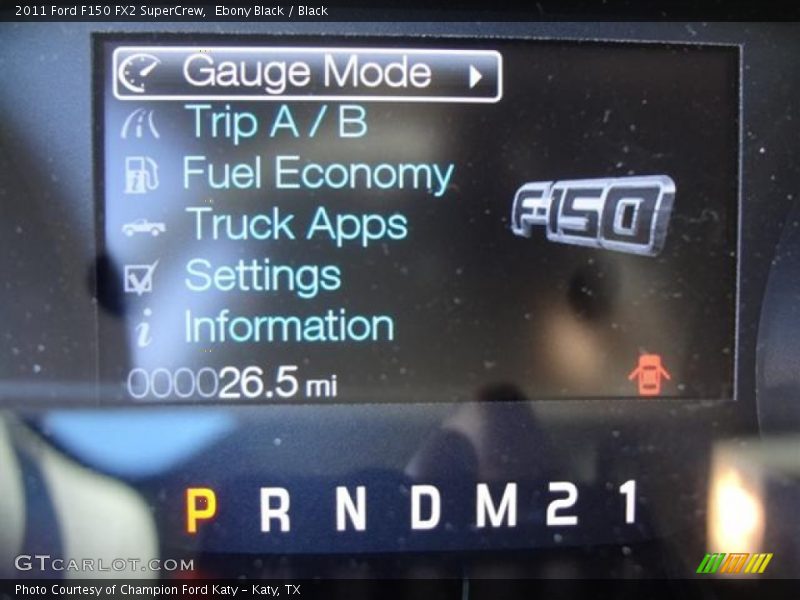 2011 Ford F150 FX2 SuperCrew, Ebony Black / Black
Gauge Mode
Trip A / B
Fuel Economy
Truck Apps
Settings
Information
F-150
000026.5 mi
P R N D M 2 1
GTcarlot.com
Photo Courtesy of Champion Ford Katy - Katy, TX